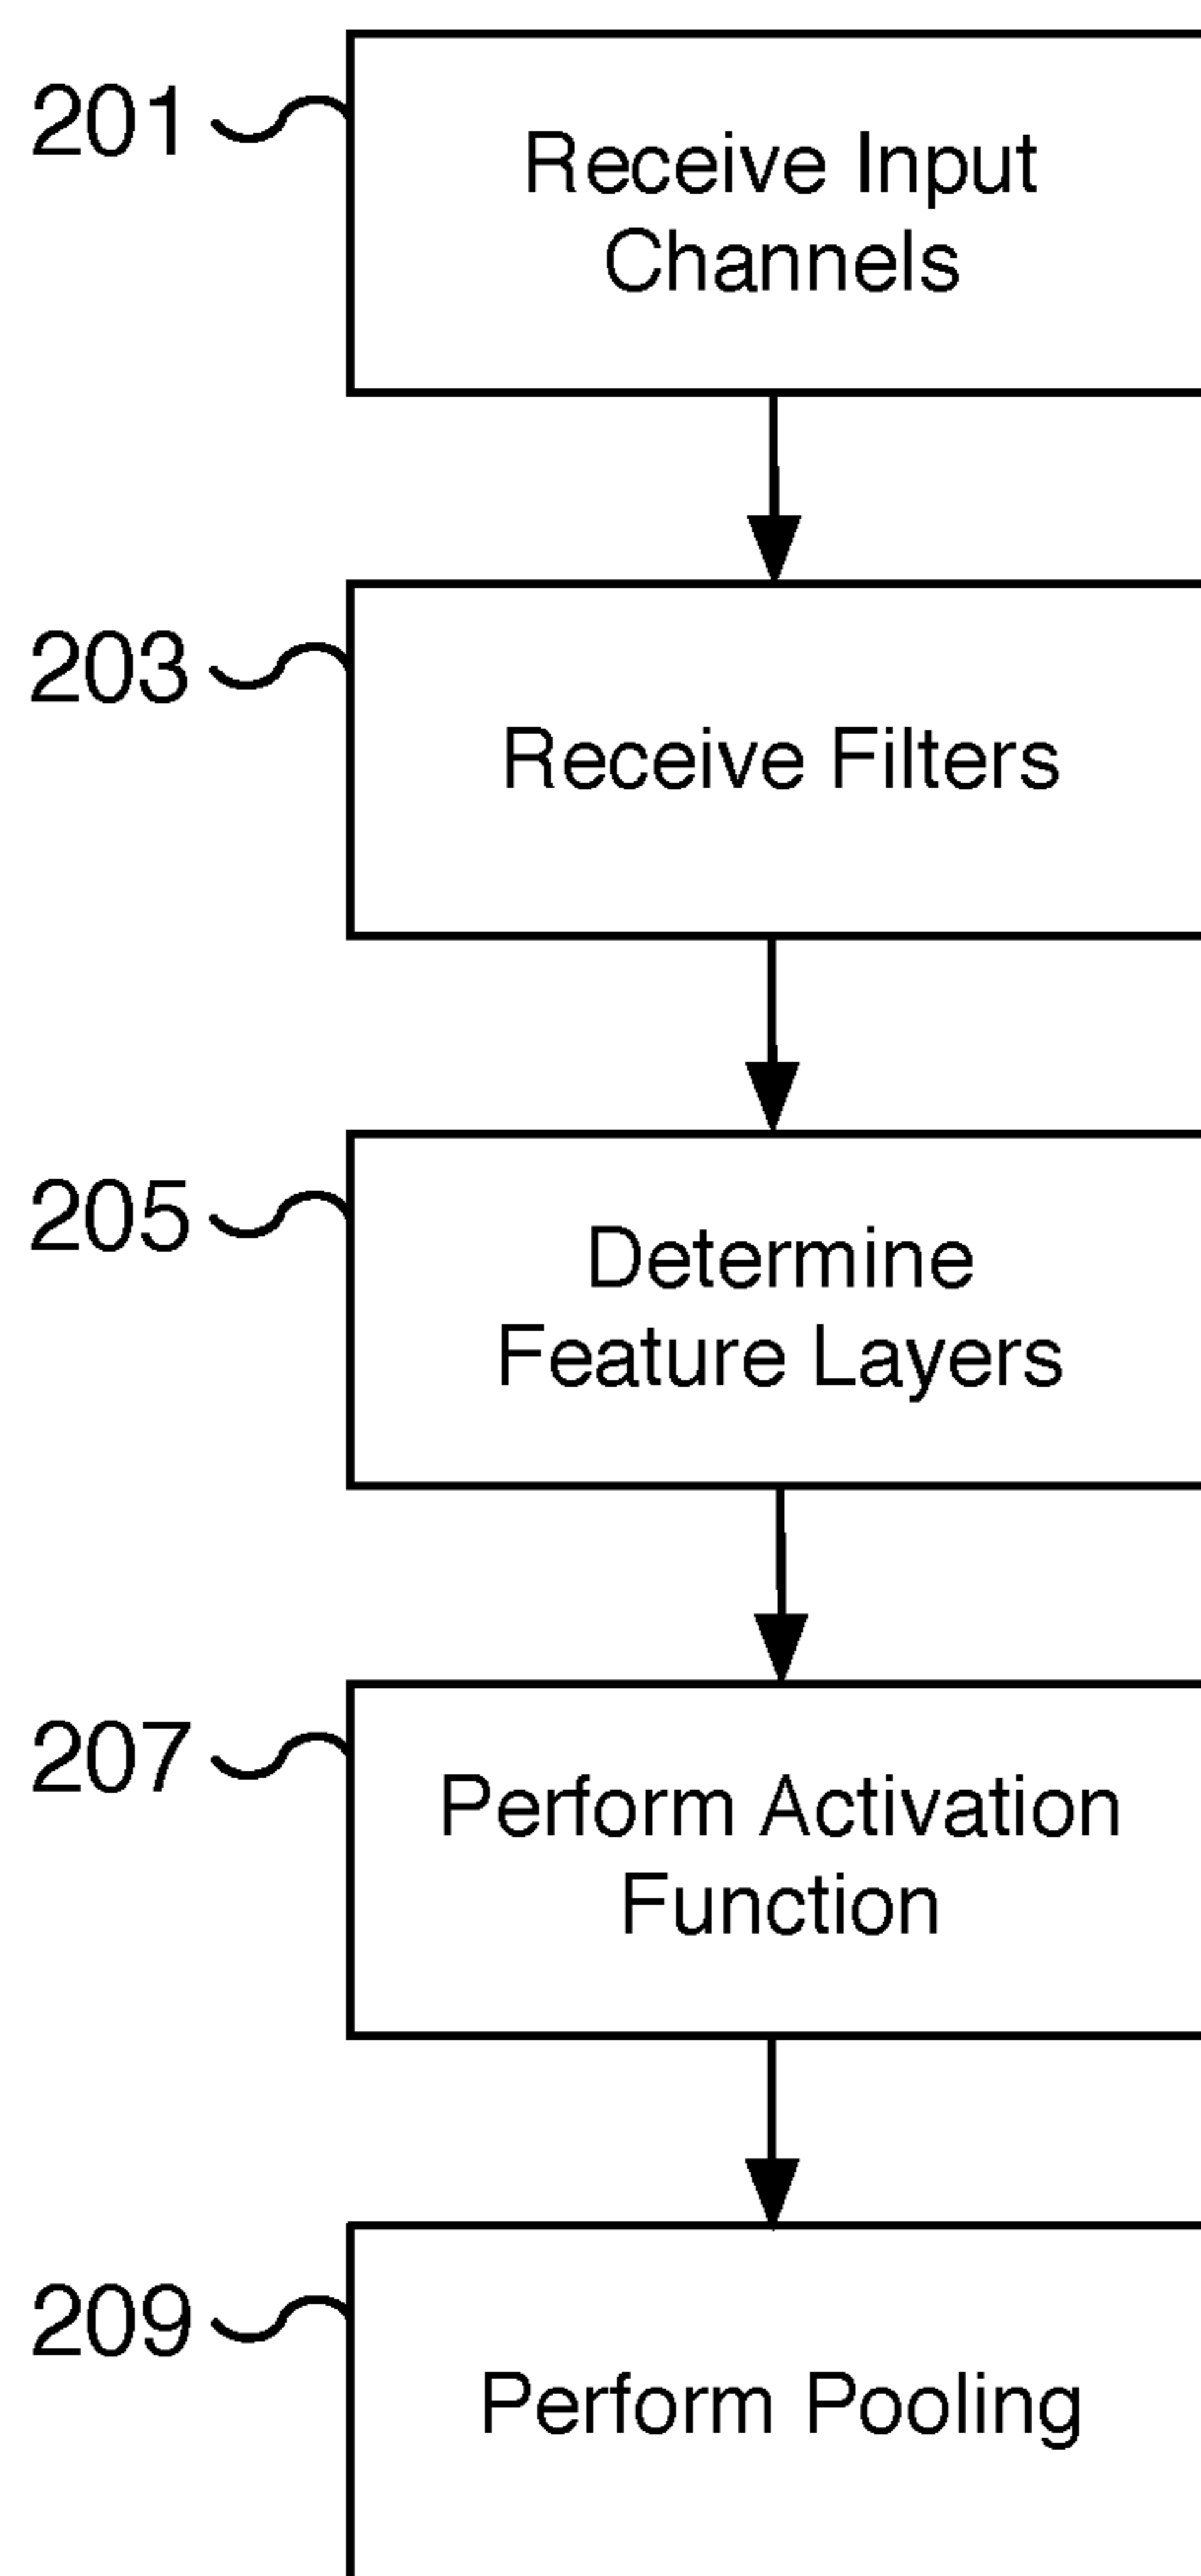 201
Receive Input
Channels
203
Receive Filters
205
Determine
Feature Layers
207
Perform Activation
Function
209
Perform Pooling